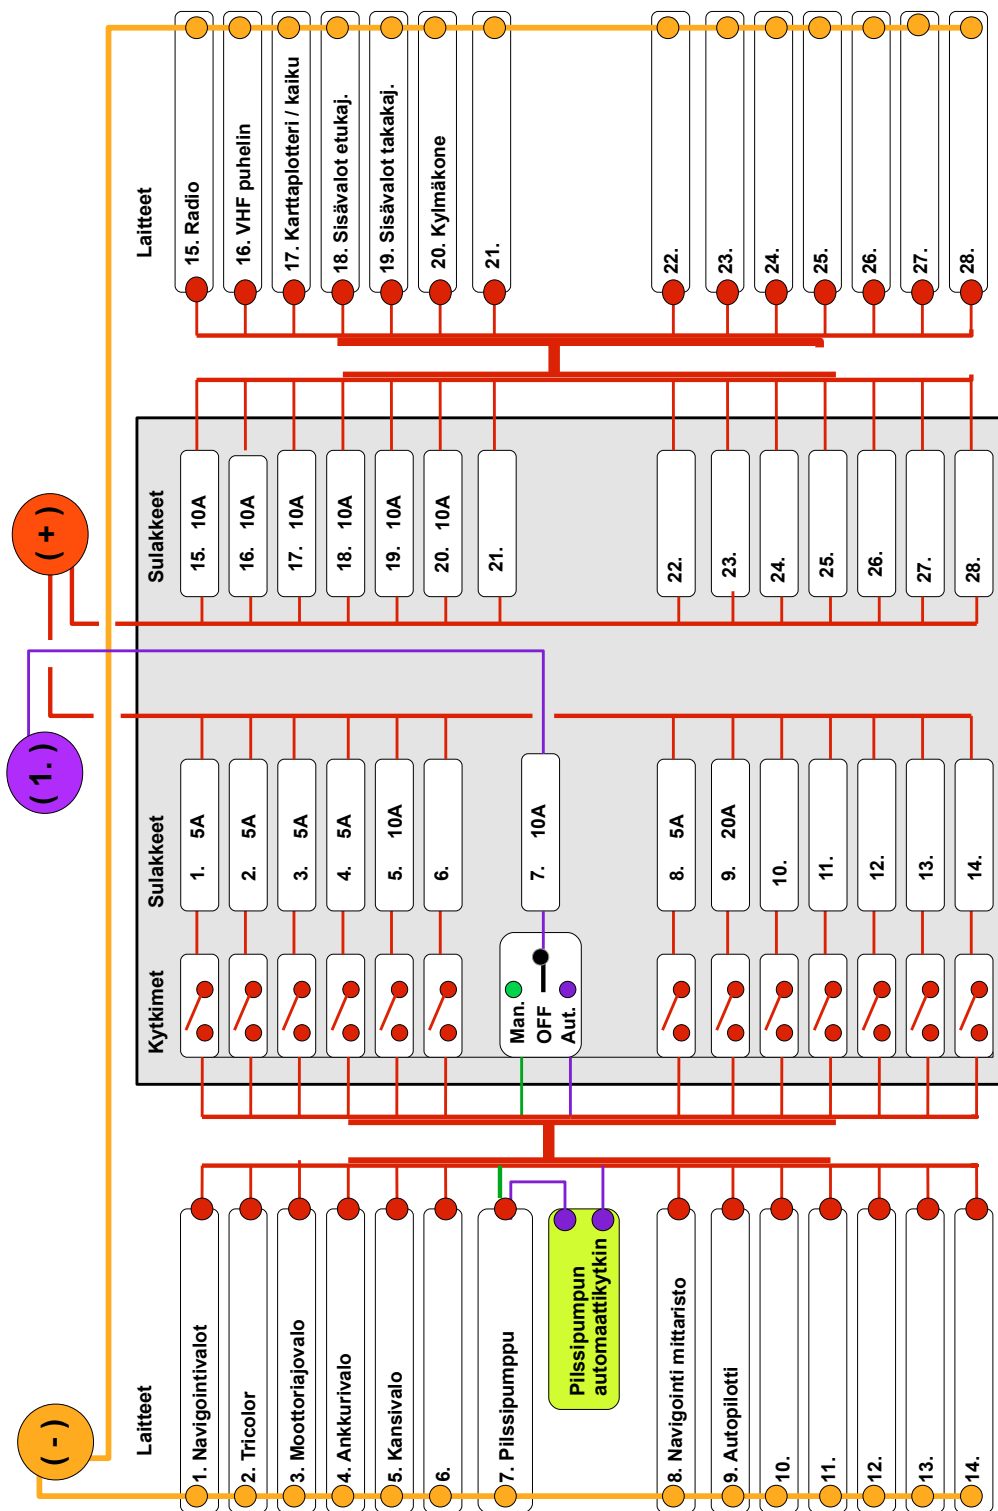 ( - )
( 1. )
( + )
Laitteet
1. Navigointivalot
2. Tricolor
3. Moottoriajovalo
4. Ankkurivalo
5. Kansivalo
6.
7. Pilssipumppu
Pilssipumpun
automaattikytkin
8. Navigointi mittaristo
9. Autopilotti
10.
11.
12.
13.
14.
Kytkimet
Man.
OFF
Aut.
Sulakkeet
1. 5A
2. 5A
3. 5A
4. 5A
5. 10A
6.
7. 10A
8. 5A
9. 20A
10.
11.
12.
13.
14.
Sulakkeet
15. 10A
16. 10A
17. 10A
18. 10A
19. 10A
20. 10A
21.
22.
23.
24.
25.
26.
27.
28.
Laitteet
15. Radio
16. VHF puhelin
17. Karttaplotteri / kaiku
18. Sisävalot etukaj.
19. Sisävalot takakaj.
20. Kylmäkone
21.
22.
23.
24.
25.
26.
27.
28.